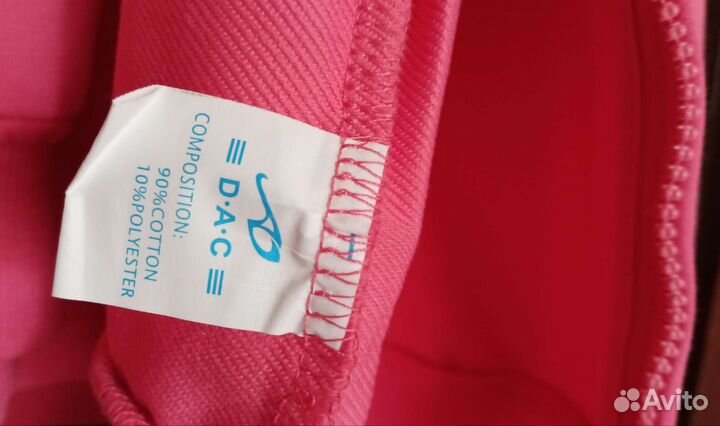 ≡ D·A·C ≡
COMPOSITION:
90%COTTON
10%POLYESTER
Avito